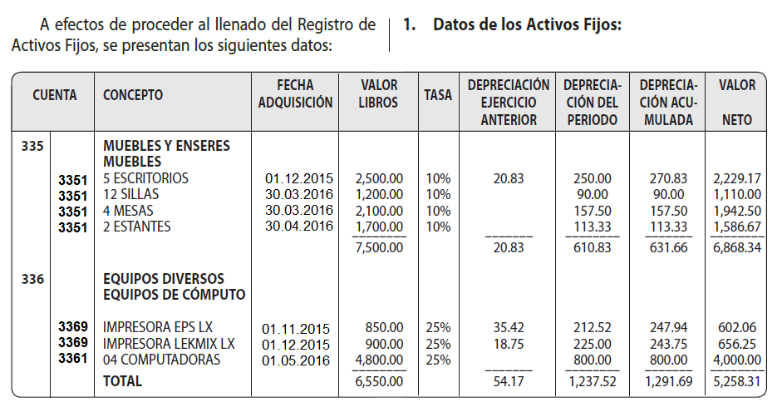 A efectos de proceder al llenado del Registro de
Activos Fijos, se presentan los siguientes datos:
1. Datos de los Activos Fijos:
CUENTA CONCEPTO FECHA ADQUISICIÓN VALOR LIBROS TASA DEPRECIACIÓN EJERCICIO ANTERIOR DEPRECIA-CIÓN DEL PERIODO DEPRECIA-CIÓN ACU-MULADA VALOR NETO
335 MUEBLES Y ENSERES
MUEBLES
3351 5 ESCRITORIOS 01.12.2015 2,500.00 10% 20.83 250.00 270.83 2,229.17
3351 12 SILLAS 30.03.2016 1,200.00 10% 90.00 90.00 1,110.00
3351 4 MESAS 30.03.2016 2,100.00 10% 157.50 157.50 1,942.50
3351 2 ESTANTES 30.04.2016 1,700.00 10% 113.33 113.33 1,586.67
7,500.00 20.83 610.83 631.66 6,868.34
336 EQUIPOS DIVERSOS
EQUIPOS DE CÓMPUTO
3369 IMPRESORA EPS LX 01.11.2015 850.00 25% 35.42 212.52 247.94 602.06
3369 IMPRESORA LEKMIX LX 01.12.2015 900.00 25% 18.75 225.00 243.75 656.25
3361 04 COMPUTADORAS 01.05.2016 4,800.00 25% 800.00 800.00 4,000.00
TOTAL 6,550.00 54.17 1,237.52 1,291.69 5,258.31